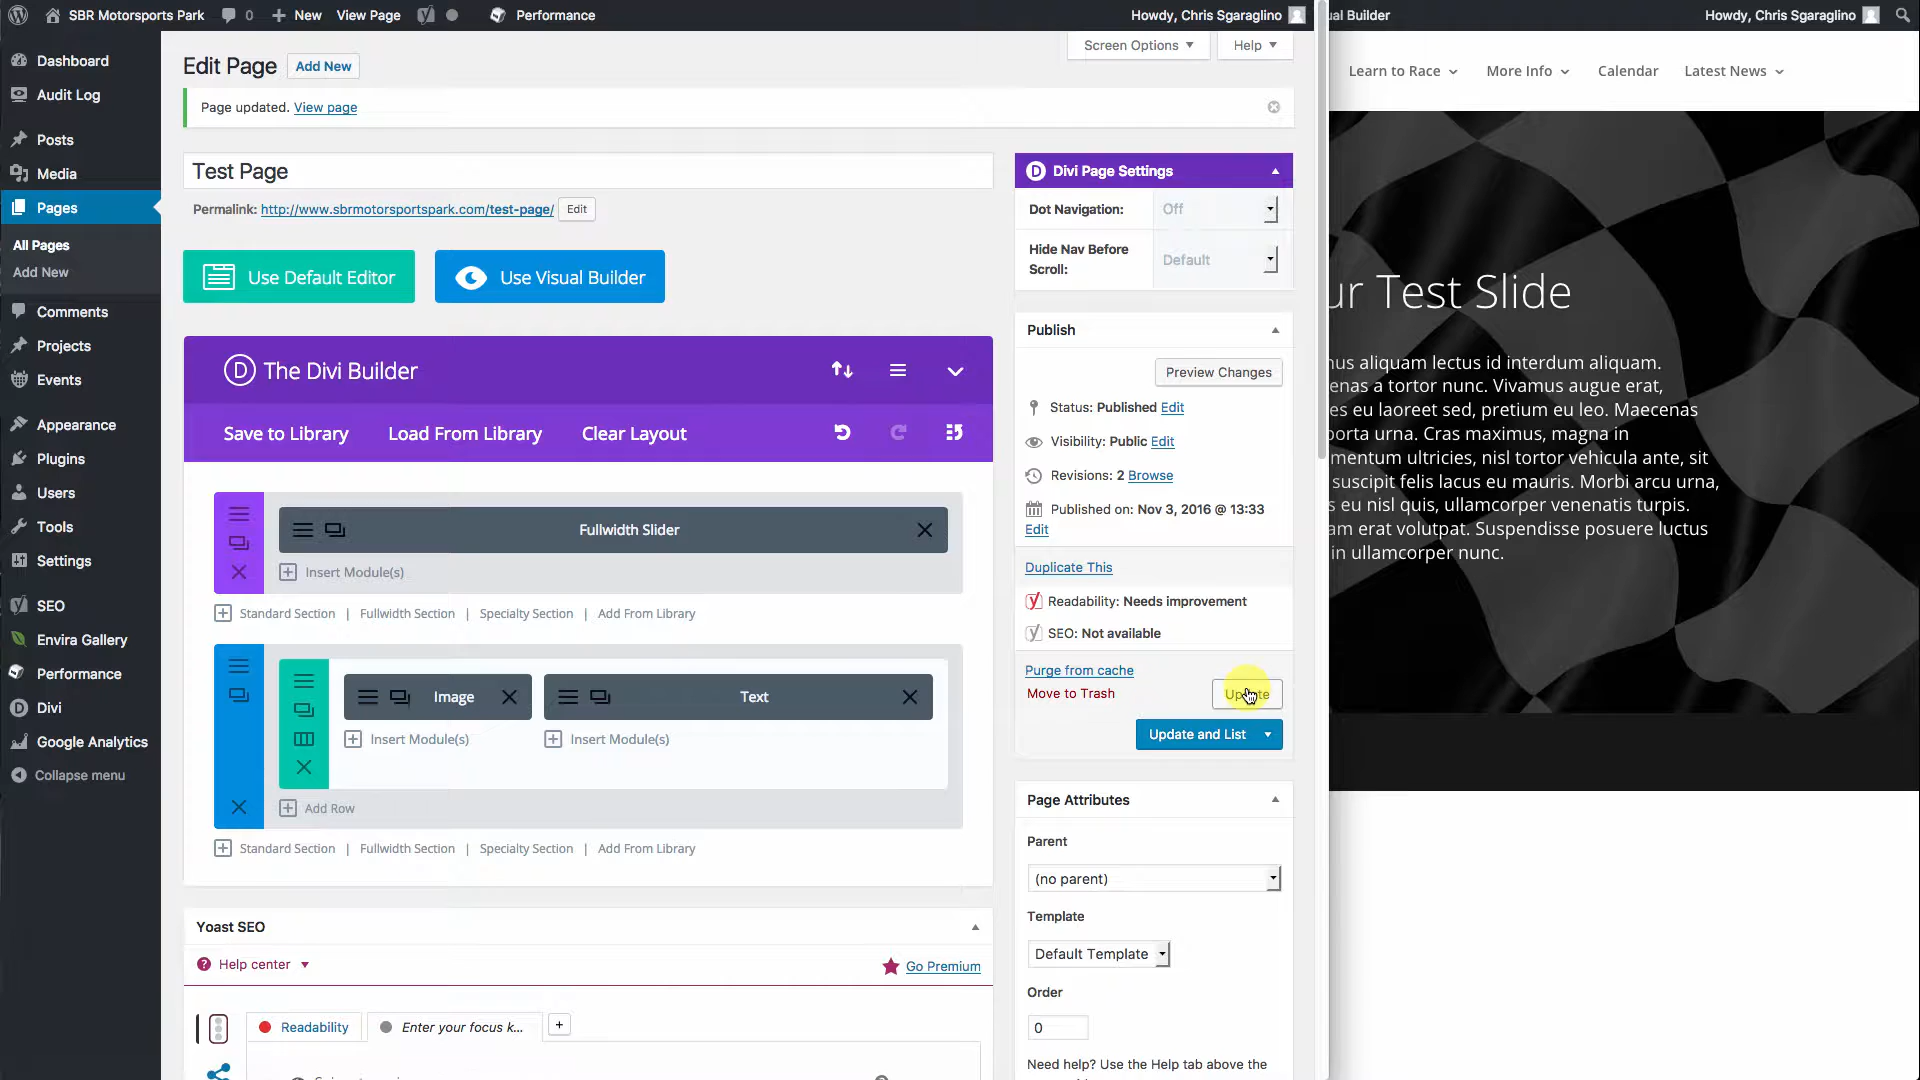 SBR Motorsports Park
0
New
View Page
Performance
Howdy, Chris Sgaraglino
ual Builder
Howdy, Chris Sgaraglino
Dashboard
Audit Log
Posts
Media
Pages
All Pages
Add New
Comments
Projects
Events
Appearance
Plugins
Users
Tools
Settings
SEO
Envira Gallery
Performance
Divi
Google Analytics
Collapse menu
Screen Options
Help
Edit Page
Add New
Page updated. View page
Test Page
Permalink: http://www.sbrmotorsportspark.com/test-page/ Edit
Use Default Editor
Use Visual Builder
D The Divi Builder
Save to Library
Load From Library
Clear Layout
Fullwidth Slider
Insert Module(s)
Standard Section | Fullwidth Section | Specialty Section | Add From Library
Image
Text
Insert Module(s)
Insert Module(s)
Add Row
Standard Section | Fullwidth Section | Specialty Section | Add From Library
Yoast SEO
Help center
Go Premium
Readability
Enter your focus k...
+
D Divi Page Settings
Dot Navigation:
Off
Hide Nav Before
Scroll:
Default
Publish
Preview Changes
Status: Published Edit
Visibility: Public Edit
Revisions: 2 Browse
Published on: Nov 3, 2016 @ 13:33
Edit
Duplicate This
Readability: Needs improvement
SEO: Not available
Purge from cache
Move to Trash
Update
Update and List
Page Attributes
Parent
(no parent)
Template
Default Template
Order
0
Need help? Use the Help tab above the
Learn to Race
More Info
Calendar
Latest News
ur Test Slide
nus aliquam lectus id interdum aliquam.
enas a tortor nunc. Vivamus augue erat,
es eu laoreet sed, pretium eu leo. Maecenas
porta urna. Cras maximus, magna in
mentum ultricies, nisl tortor vehicula ante, sit
suscipit felis lacus eu mauris. Morbi arcu urna,
s eu nisl quis, ullamcorper venenatis turpis.
am erat volutpat. Suspendisse posuere luctus
in ullamcorper nunc.